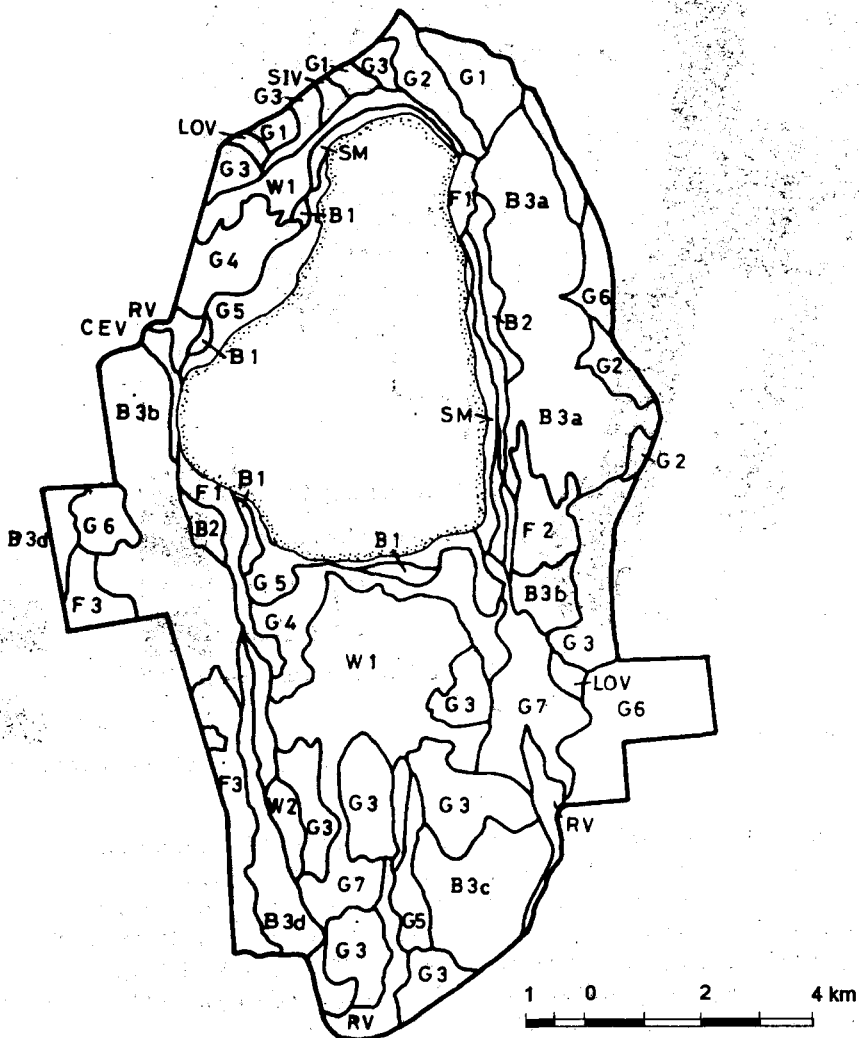 G1 G3 G2 G1
SIV
G3
LOV G1
SM
G3
W1 F1 B3a
B1
G4
RV G5 G6
CEV B2
B1 G2
B3b SM B3a
G2
B1
F1
G6 B2 B1 F2
B3d
G5
F3 B3b
G4
G3
W1
LOV
G3 G7 G6
F3
W2 G3 G3 G3
RV
G7
B3c
B3d G5
G3
G3
RV
1 0 2 4 km